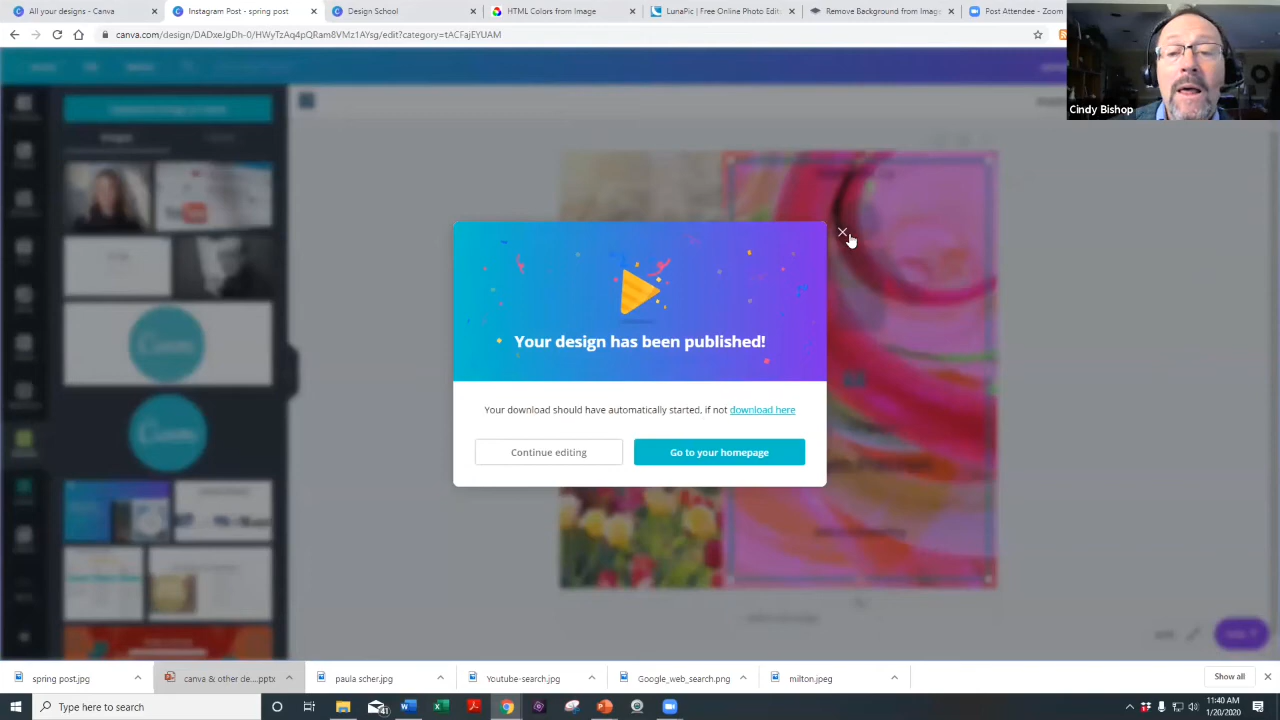 All your designs - Canva
Instagram Post - spring post
Design School
HTML Colors from Image
LunaPic | Free Online Photo Edit
Remove Background from Imag
Post Attendee - Zoom
canva.com/design/DADxeJgDh-0/HWyTzAq4pQRam8VMz1AYsg/edit?category=tACFajEYUAM
Cindy Bishop
Your design has been published!
Your download should have automatically started, if not download here
Continue editing
Go to your homepage
spring post.jpg
canva & other de....pptx
paula.scher.jpg
Youtube-search.jpg
Google_web_search.png
milton.jpeg
Show all
Type here to search
41
11:40 AM
1/20/2020